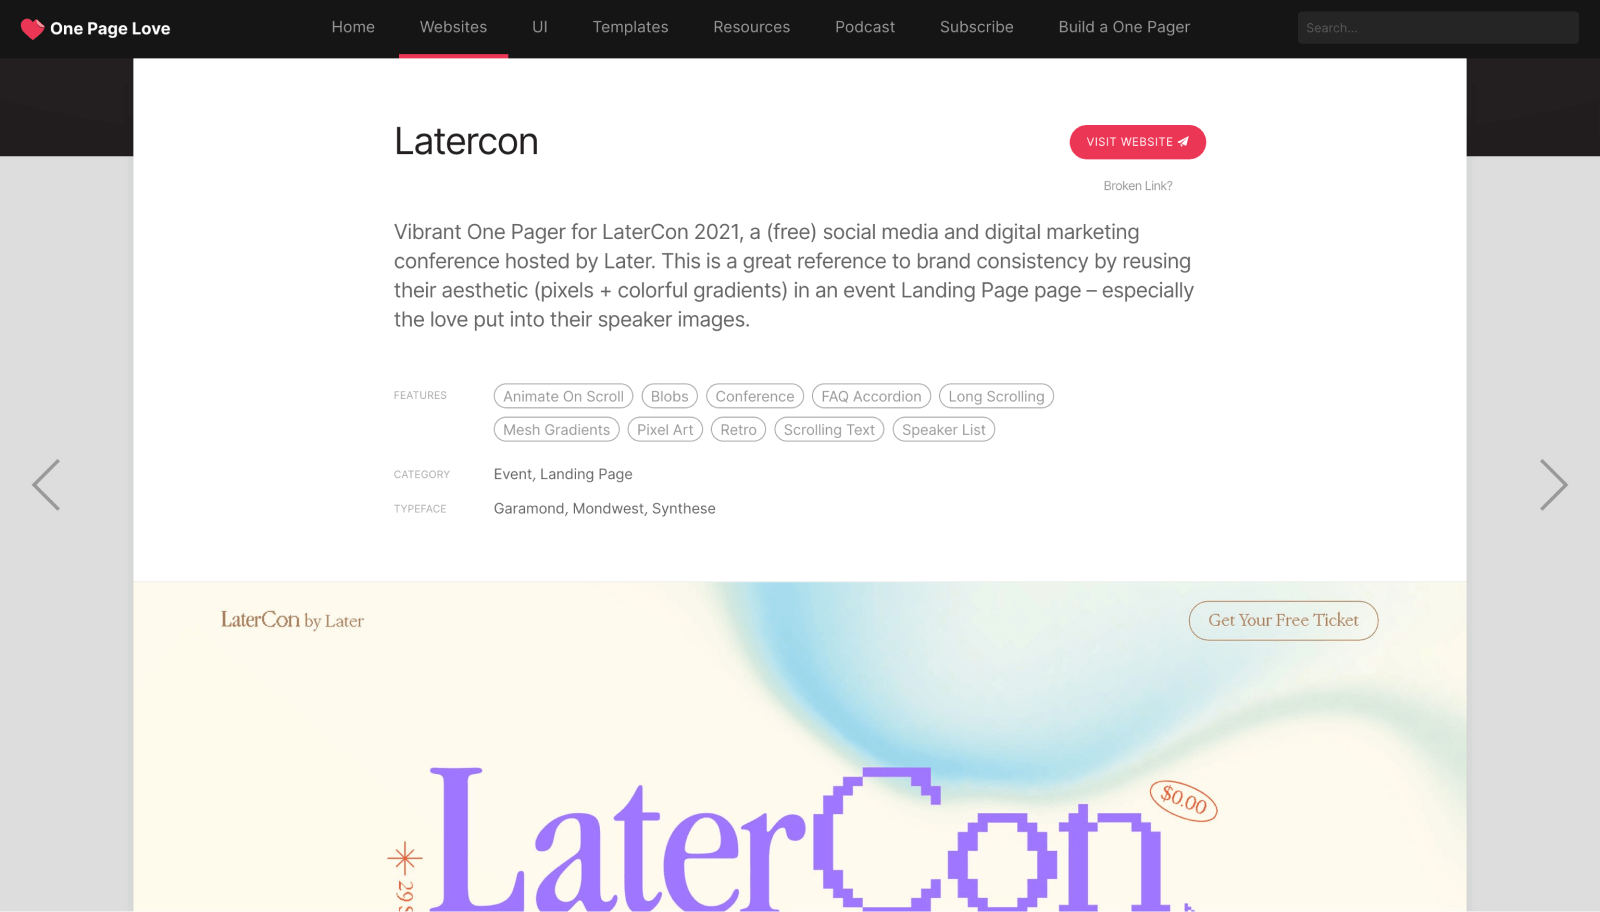 One Page Love
Home Websites UI Templates Resources Podcast Subscribe Build a One Pager
Search...
Latercon
VISIT WEBSITE
Broken Link?
Vibrant One Pager for LaterCon 2021, a (free) social media and digital marketing
conference hosted by Later. This is a great reference to brand consistency by reusing
their aesthetic (pixels + colorful gradients) in an event Landing Page page – especially
the love put into their speaker images.
FEATURES
Animate On Scroll Blobs Conference FAQ Accordion Long Scrolling
Mesh Gradients Pixel Art Retro Scrolling Text Speaker List
CATEGORY Event, Landing Page
TYPEFACE Garamond, Mondwest, Synthese
LaterCon by Later
Get Your Free Ticket
LaterCon
$0.00
29